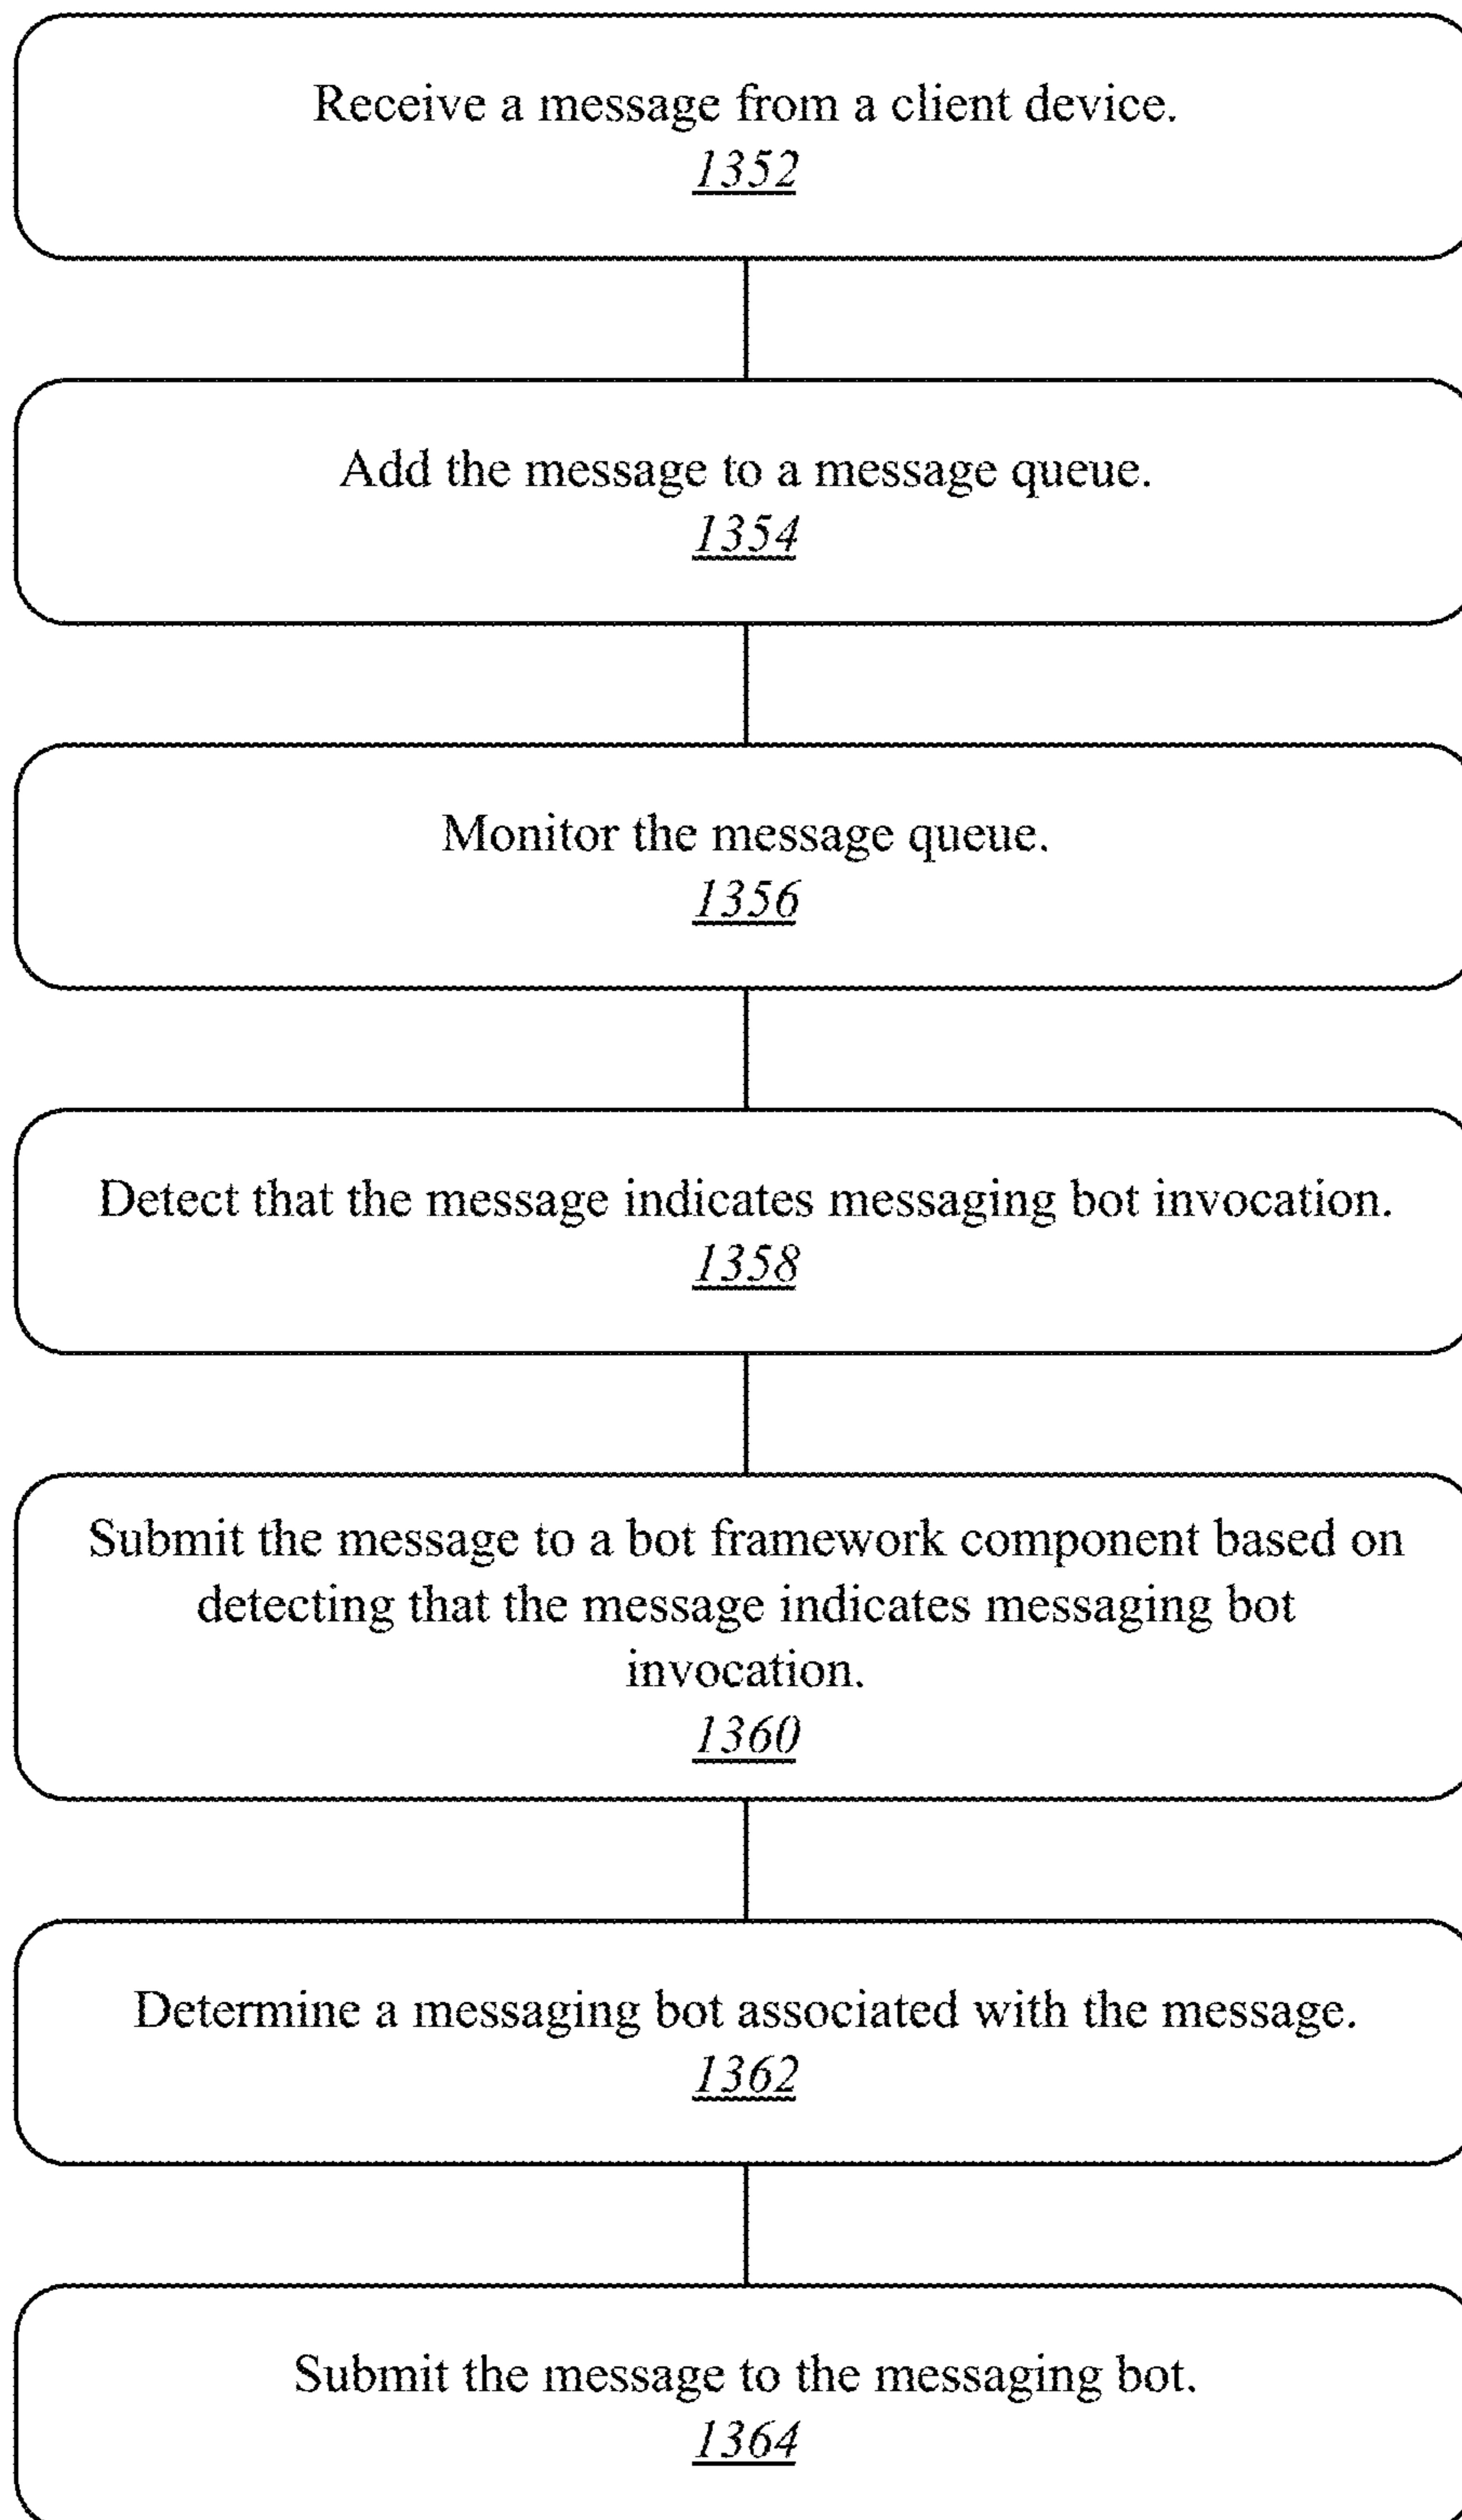 Receive a message from a client device.
1352
Add the message to a message queue.
1354
Monitor the message queue.
1356
Detect that the message indicates messaging bot invocation.
1358
Submit the message to a bot framework component based on
detecting that the message indicates messaging bot
invocation.
1360
Determine a messaging bot associated with the message.
1362
Submit the message to the messaging bot.
1364